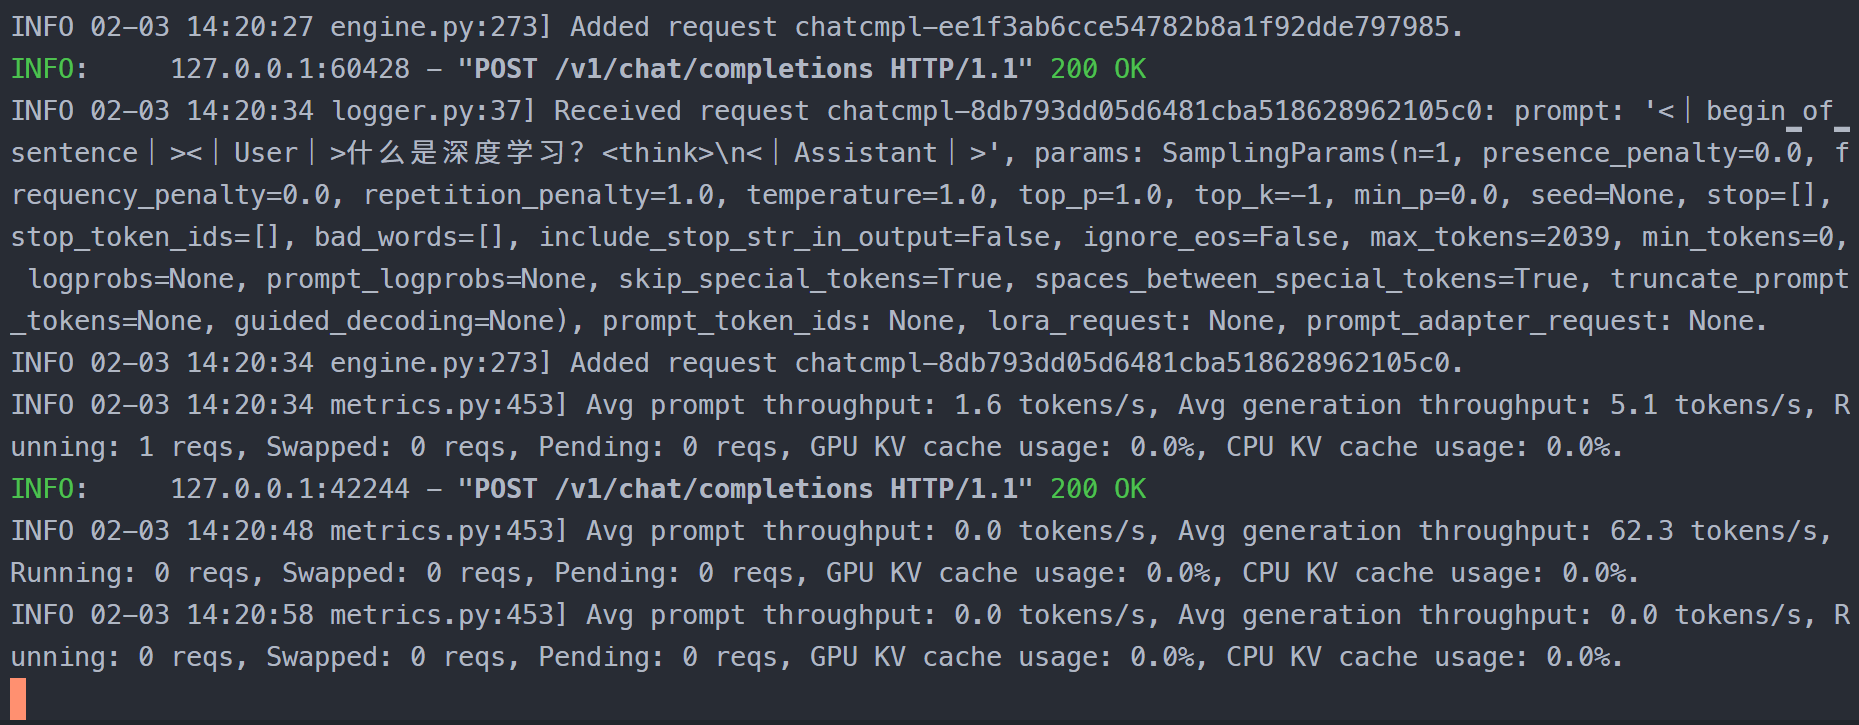 INFO 02-03 14:20:27 engine.py:273] Added request chatcmpl-ee1f3ab6cce54782b8a1f92dde797985.
INFO:     127.0.0.1:60428 - "POST /v1/chat/completions HTTP/1.1" 200 OK
INFO 02-03 14:20:34 logger.py:37] Received request chatcmpl-8db793dd05d6481cba518628962105c0: prompt: '<｜begin_of_
sentence｜><｜User｜>什么是深度学习？<think>\n<｜Assistant｜>', params: SamplingParams(n=1, presence_penalty=0.0, f
requency_penalty=0.0, repetition_penalty=1.0, temperature=1.0, top_p=1.0, top_k=-1, min_p=0.0, seed=None, stop=[],
stop_token_ids=[], bad_words=[], include_stop_str_in_output=False, ignore_eos=False, max_tokens=2039, min_tokens=0,
 logprobs=None, prompt_logprobs=None, skip_special_tokens=True, spaces_between_special_tokens=True, truncate_prompt
_tokens=None, guided_decoding=None), prompt_token_ids: None, lora_request: None, prompt_adapter_request: None.
INFO 02-03 14:20:34 engine.py:273] Added request chatcmpl-8db793dd05d6481cba518628962105c0.
INFO 02-03 14:20:34 metrics.py:453] Avg prompt throughput: 1.6 tokens/s, Avg generation throughput: 5.1 tokens/s, R
unning: 1 reqs, Swapped: 0 reqs, Pending: 0 reqs, GPU KV cache usage: 0.0%, CPU KV cache usage: 0.0%.
INFO:     127.0.0.1:42244 - "POST /v1/chat/completions HTTP/1.1" 200 OK
INFO 02-03 14:20:48 metrics.py:453] Avg prompt throughput: 0.0 tokens/s, Avg generation throughput: 62.3 tokens/s,
Running: 0 reqs, Swapped: 0 reqs, Pending: 0 reqs, GPU KV cache usage: 0.0%, CPU KV cache usage: 0.0%.
INFO 02-03 14:20:58 metrics.py:453] Avg prompt throughput: 0.0 tokens/s, Avg generation throughput: 0.0 tokens/s, R
unning: 0 reqs, Swapped: 0 reqs, Pending: 0 reqs, GPU KV cache usage: 0.0%, CPU KV cache usage: 0.0%.